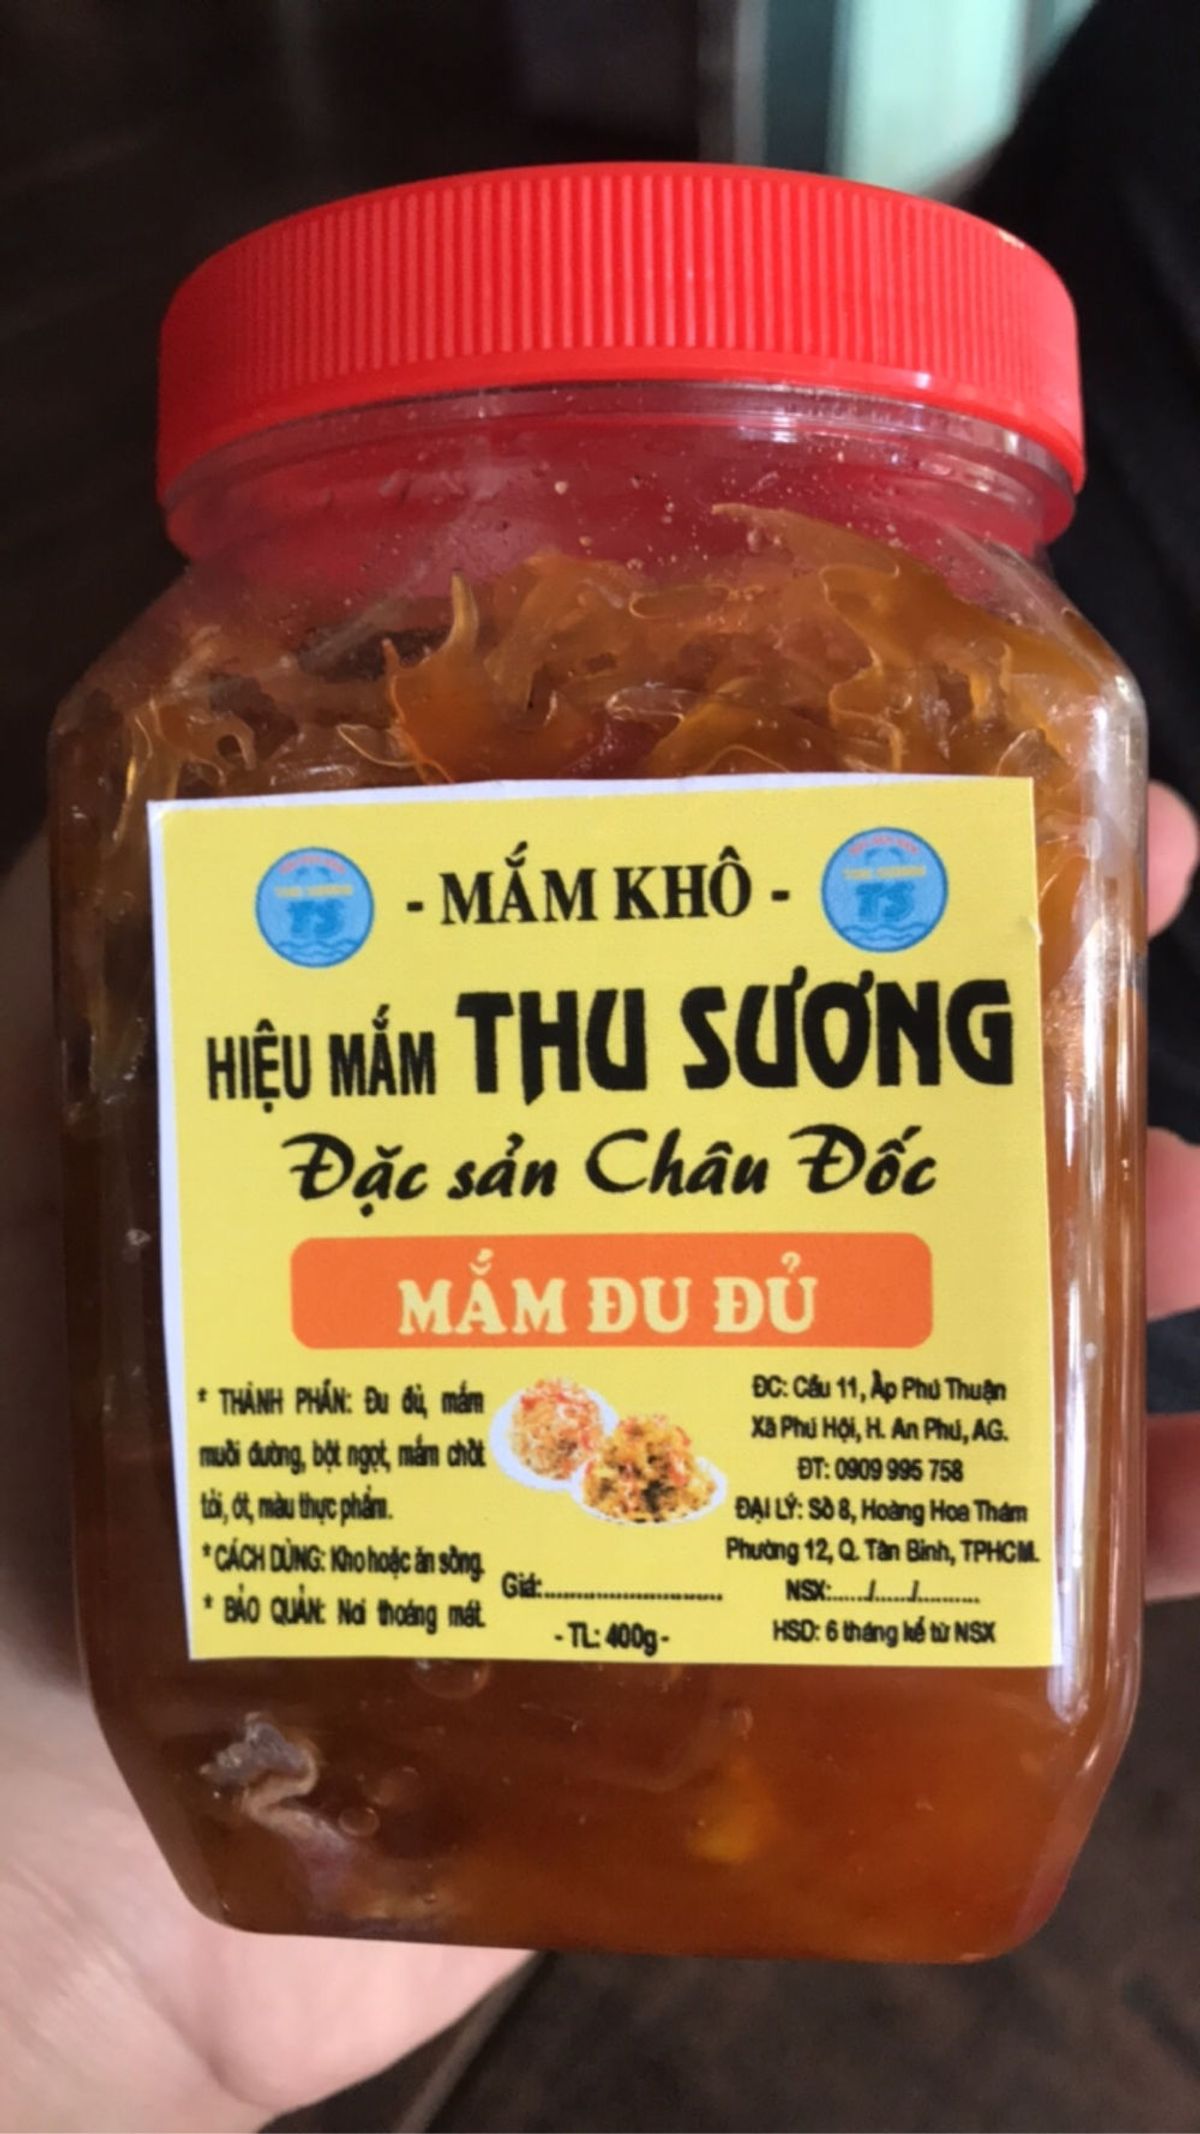 - MẮM KHÔ -
TS
TS
HIỆU MẮM THU SƯƠNG
Đặc sản Châu Đốc
MẮM ĐU ĐỦ
* THÀNH PHẦN: Đu đủ, mắm
muối đường, bột ngọt, mắm chốt
tỏi, ớt, màu thực phẩm.
* CÁCH DÙNG: Kho hoặc ăn sống.
* BẢO QUẢN: Nơi thoáng mát.
Giá:..............................
- TL: 400g -
ĐC: Cầu 11, Ấp Phú Thuận
Xã Phú Hội, H. An Phú, AG.
ĐT: 0909 995 758
ĐẠI LÝ: Số 8, Hoàng Hoa Thám
Phường 12, Q. Tân Bình, TPHCM.
NSX:....../....../..........
HSD: 6 tháng kể từ NSX